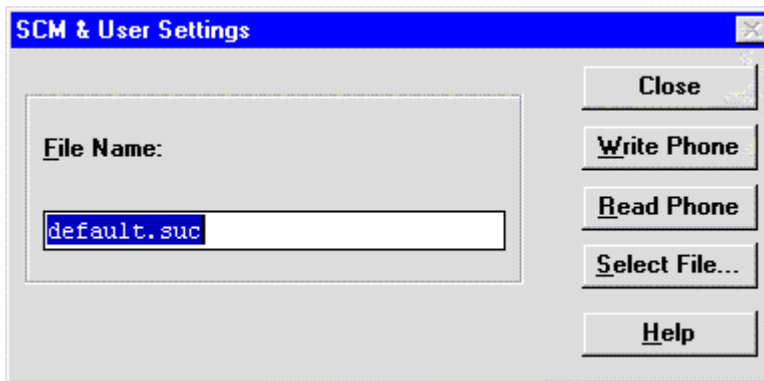 SCM & User Settings
File Name:
default.suc
Close
Write Phone
Read Phone
Select File...
Help